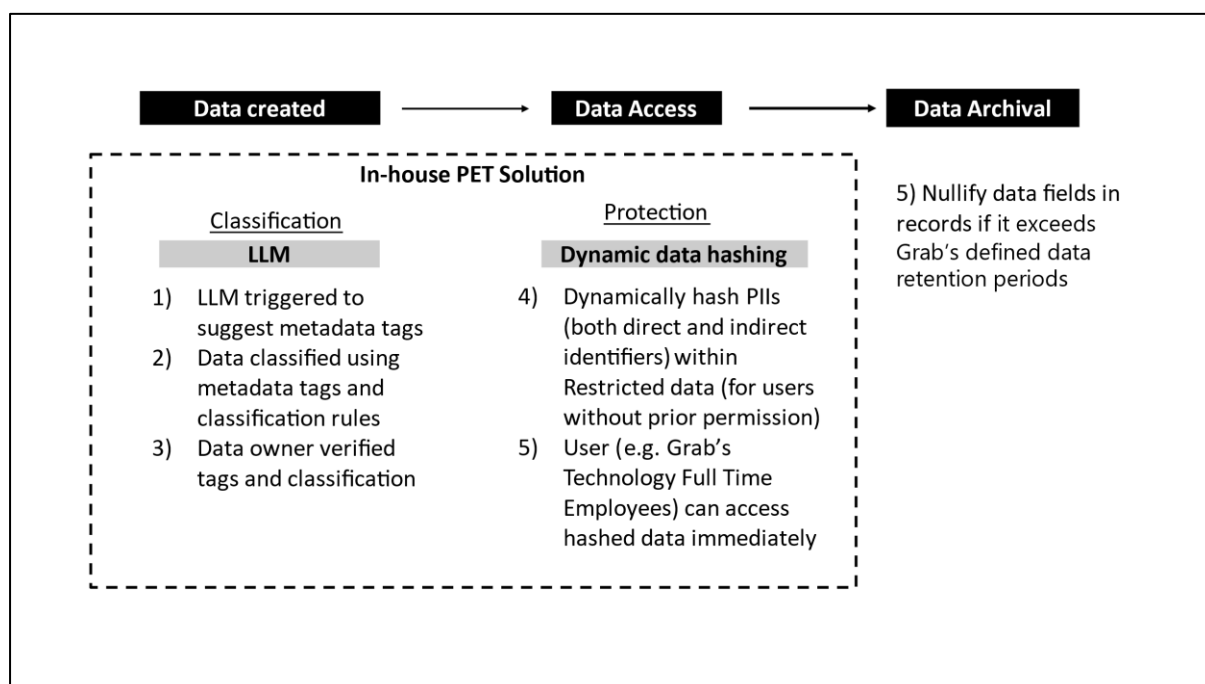 Data created
Data Access
Data Archival
In-house PET Solution
Classification
LLM
1) LLM triggered to
suggest metadata tags
2) Data classified using
metadata tags and
classification rules
3) Data owner verified
tags and classification
Protection
Dynamic data hashing
4) Dynamically hash PIIs
(both direct and indirect
identifiers) within
Restricted data (for users
without prior permission)
5) User (e.g. Grab’s
Technology Full Time
Employees) can access
hashed data immediately
5) Nullify data fields in
records if it exceeds
Grab’s defined data
retention periods